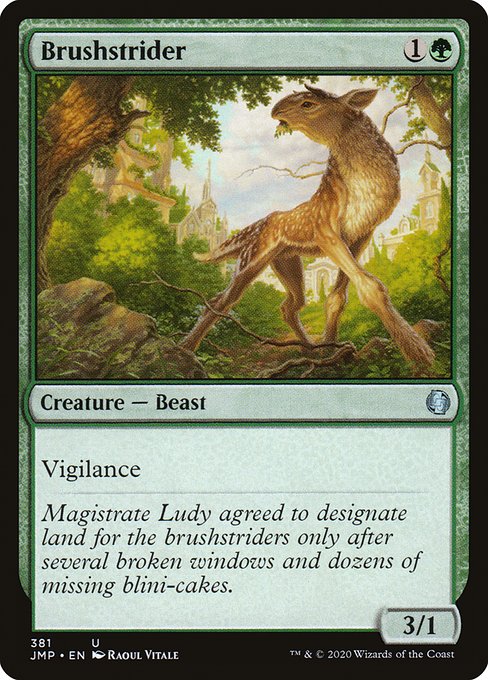 Brushstrider 1
Creature — Beast
Vigilance
Magistrate Ludy agreed to designate
land for the brushstriders only after
several broken windows and dozens of
missing blini-cakes.
3/1
381 U
JMP • EN Raoul Vitale ™ & © 2020 Wizards of the Coast